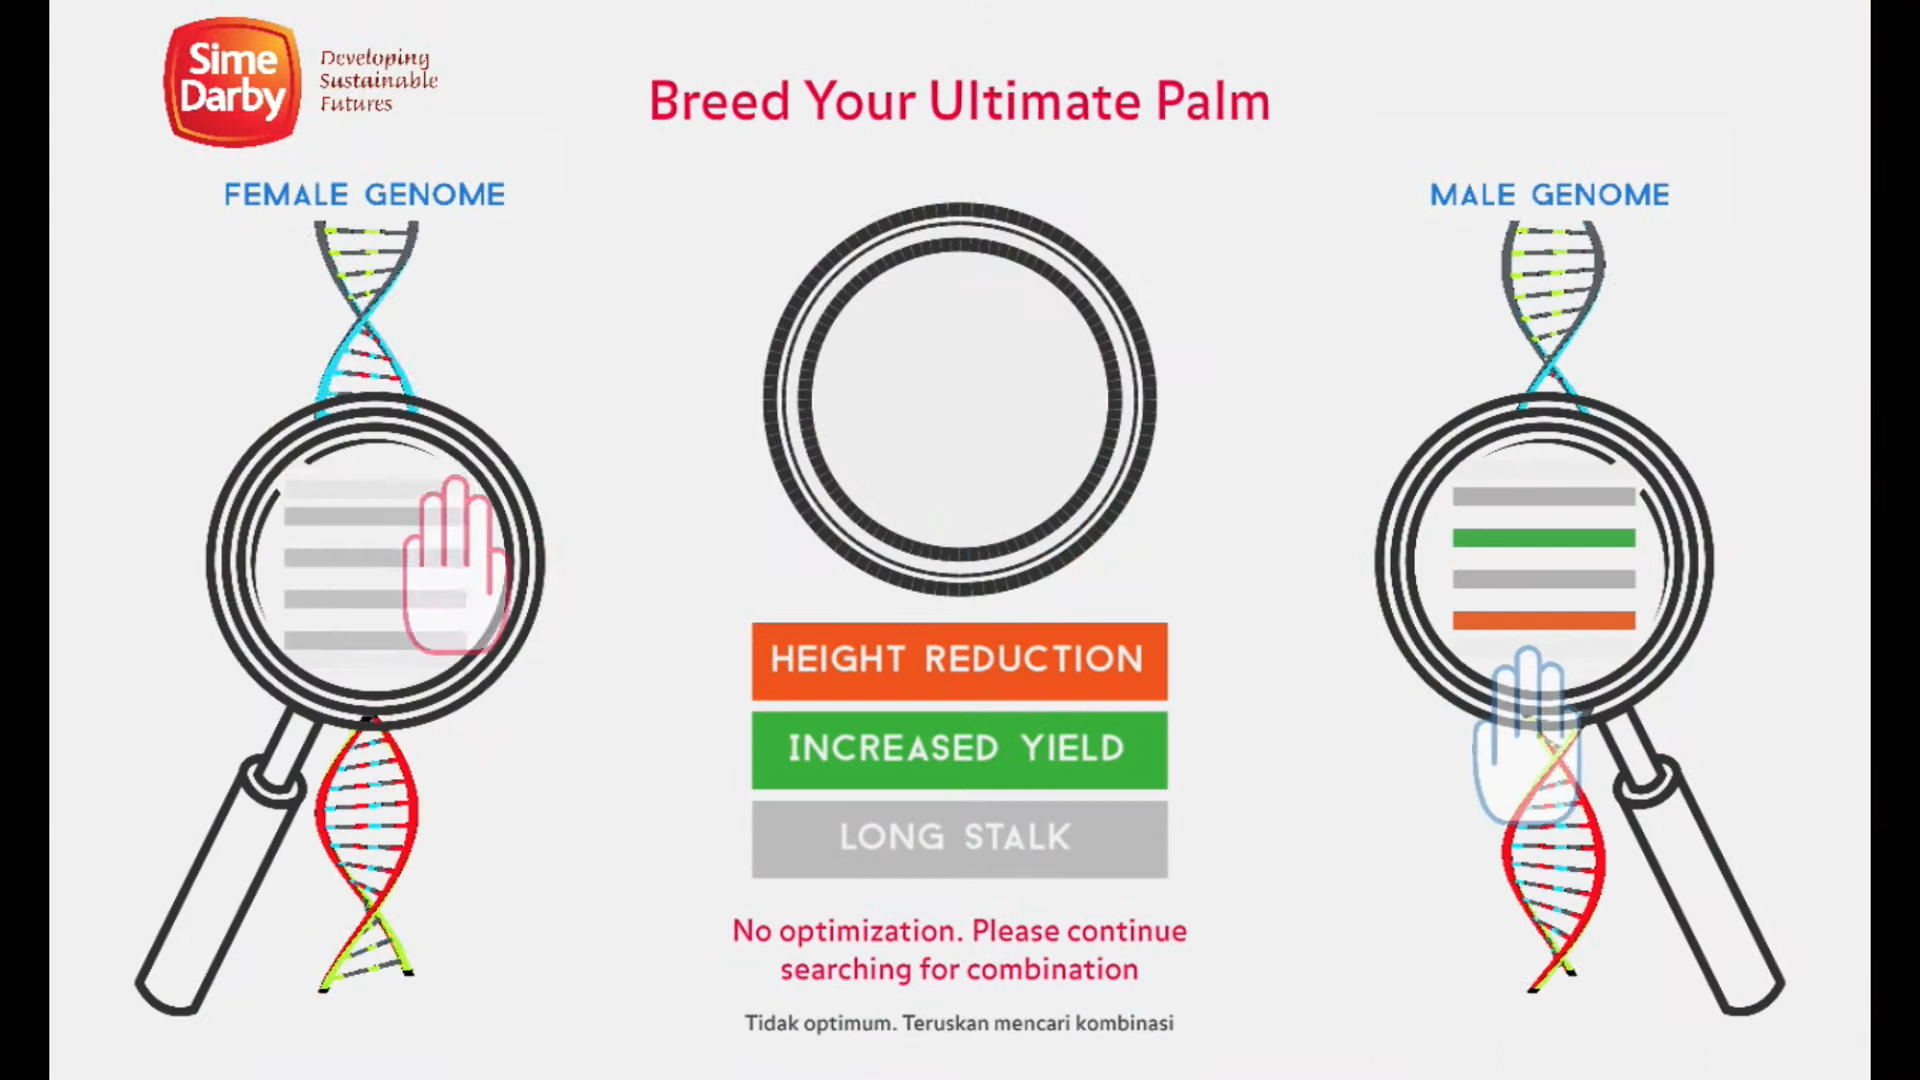 Sime
Darby
Developing
Sustainable
Futures
Breed Your Ultimate Palm
FEMALE GENOME
MALE GENOME
HEIGHT REDUCTION
INCREASED YIELD
LONG STALK
No optimization. Please continue
searching for combination
Tidak optimum. Teruskan mencari kombinasi